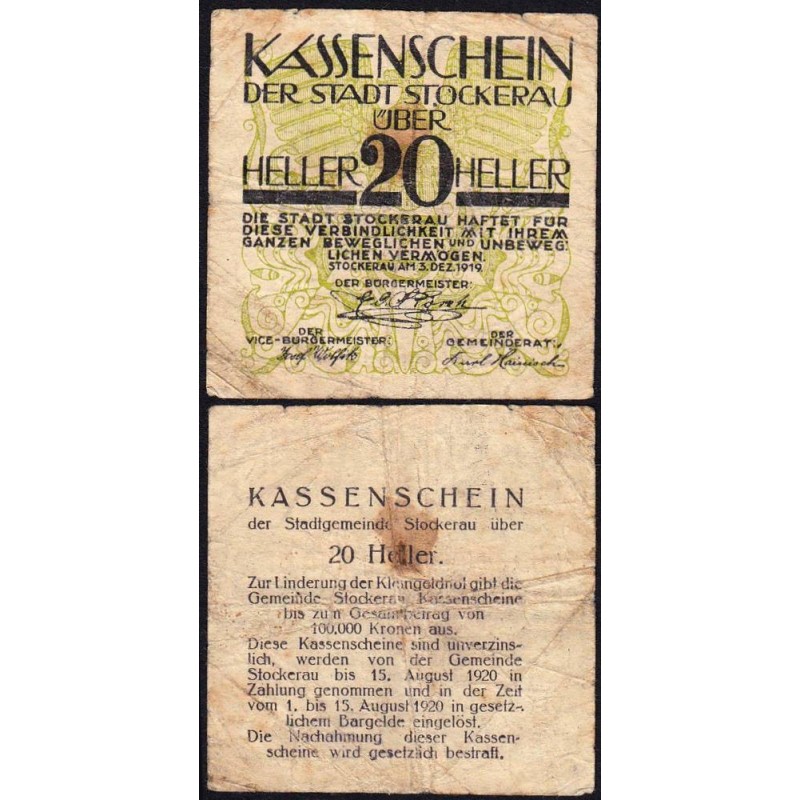 KASSENSCHEIN
DER STADT STOCKERAU
ÜBER
HELLER 20 HELLER
DIE STADT STOCKERAU HAFTET FÜR
DIESE VERBINDLICHKEIT MIT IHREM
GANZEN BEWEGLICHEN UND UNBEWEG:
LICHEN VERMÖGEN.
STOCKERAU AM 3. DEZ. 1919.
DER BÜRGERMEISTER:
DER
VICE-BÜRGERMEISTER:
DER
GEMEINDERAT:
Karl Hainisch
KASSENSCHEIN
der Stadtgemeinde Stockerau über
20 Heller.
Zur Linderung der Kleingeldnot gibt die
Gemeinde Stockerau Kassenscheine
bis zum Gesamtbetrag von
100,000 Kronen aus.
Diese Kassenscheine sind unverzins-
lich, werden von der Gemeinde
Stockerau bis 15. August 1920 in
Zahlung genommen und in der Zeit
vom 1. bis 15. August 1920 in gesetz-
lichem Bargelde eingelöst.
Die Nachahmung dieser Kassen-
scheine wird gesetzlich bestraft.